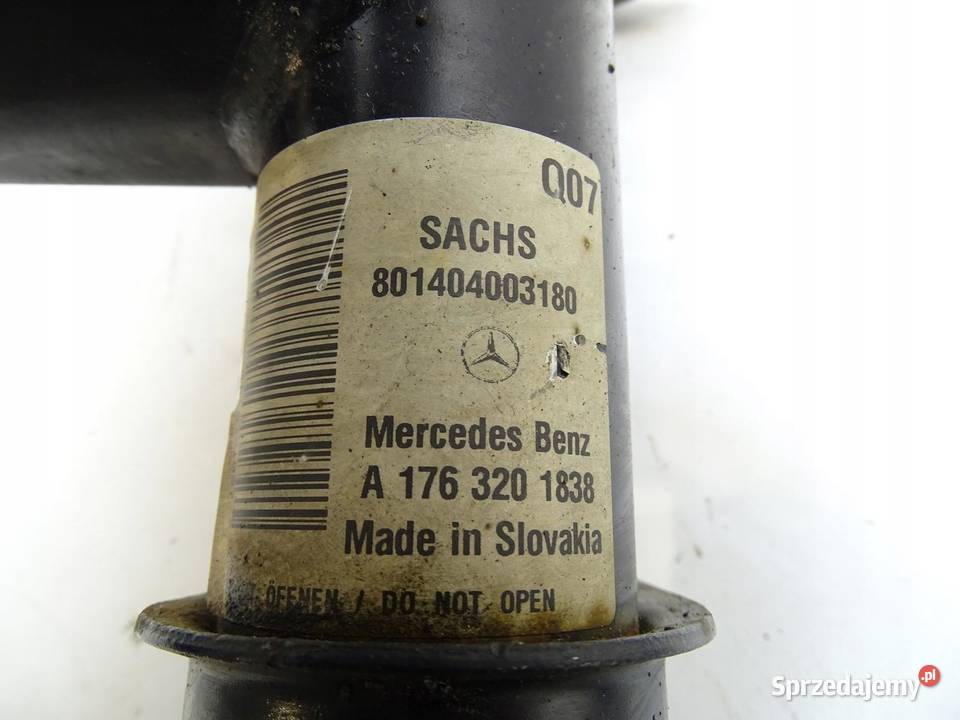 Q07
SACHS
801404003180
Mercedes Benz
A 176 320 1838
Made in Slovakia
ÖFFNEN / DO NOT OPEN
Sprzedajemy.pl